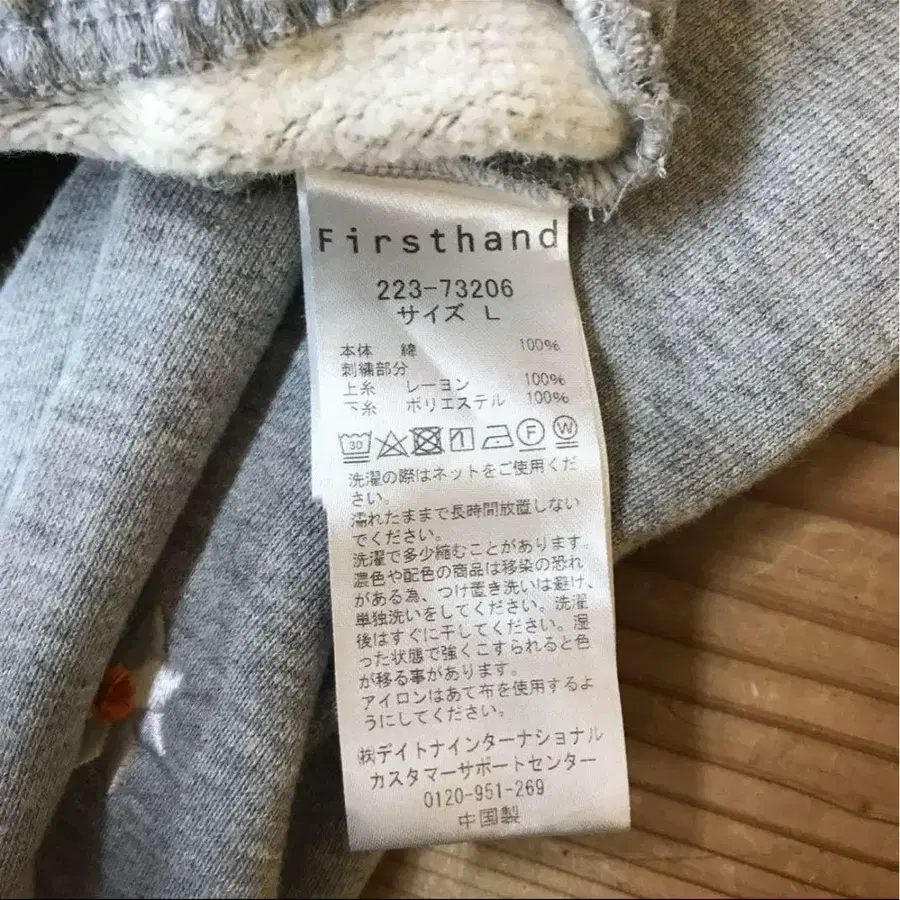 Firsthand
223-73206
サイズ L
本体 綿 100%
刺繍部分
上糸 レーヨン 100%
下糸 ポリエステル 100%
30 F W
洗濯の際はネットをご使用くだ
さい。
濡れたままで長時間放置しない
でください。
洗濯で多少縮むことがあります。
濃色や配色の商品は移染の恐れ
がある為、つけ置き洗いは避け、
単独洗いをしてください。洗濯
後はすぐに干してください。湿
った状態で強くこすられると色
が移る事があります。
アイロンはあて布を使用するよ
うにしてください。
㈱デイトナインターナショナル
カスタマーサポートセンター
0120-951-269
中国製